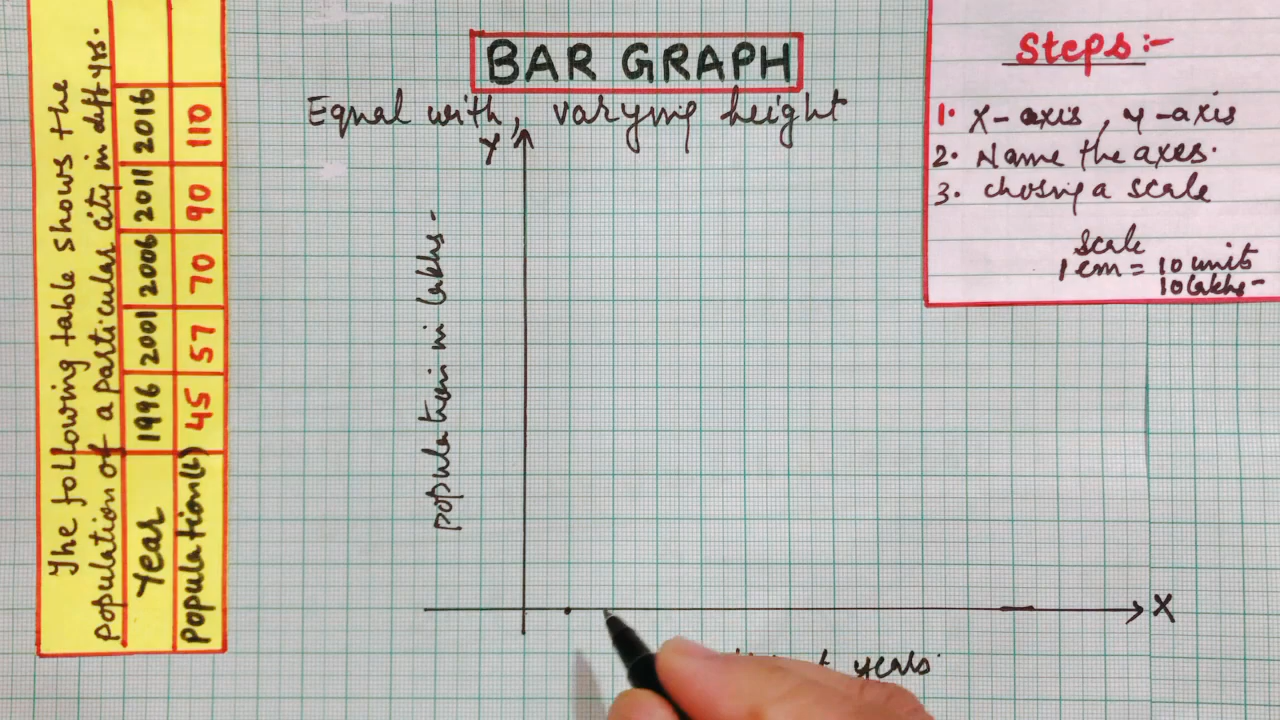 BAR GRAPH
Equal with, varying height
Y
population in lakhs-
X
years
The following table shows the
population of a particular city in diff yrs.
Year 1996 2001 2006 2011 2016
Population(L) 45 57 70 90 110
Steps:-
1. X-axis, y-axis
2. Name the axes.
3. chosing a scale
scale
1 cm = 10 units
10 lakhs-